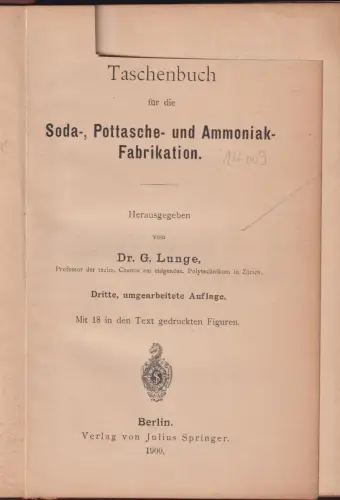 Taschenbuch
für die
Soda-, Pottasche- und Ammoniak-
Fabrikation.
14009
Herausgegeben
von
Dr. G. Lunge,
Professor der techn. Chemie am eidgenöss. Polytechnikum in Zürich.
Dritte, umgearbeitete Auflage.
Mit 18 in den Text gedruckten Figuren.
Berlin.
Verlag von Julius Springer.
1900.